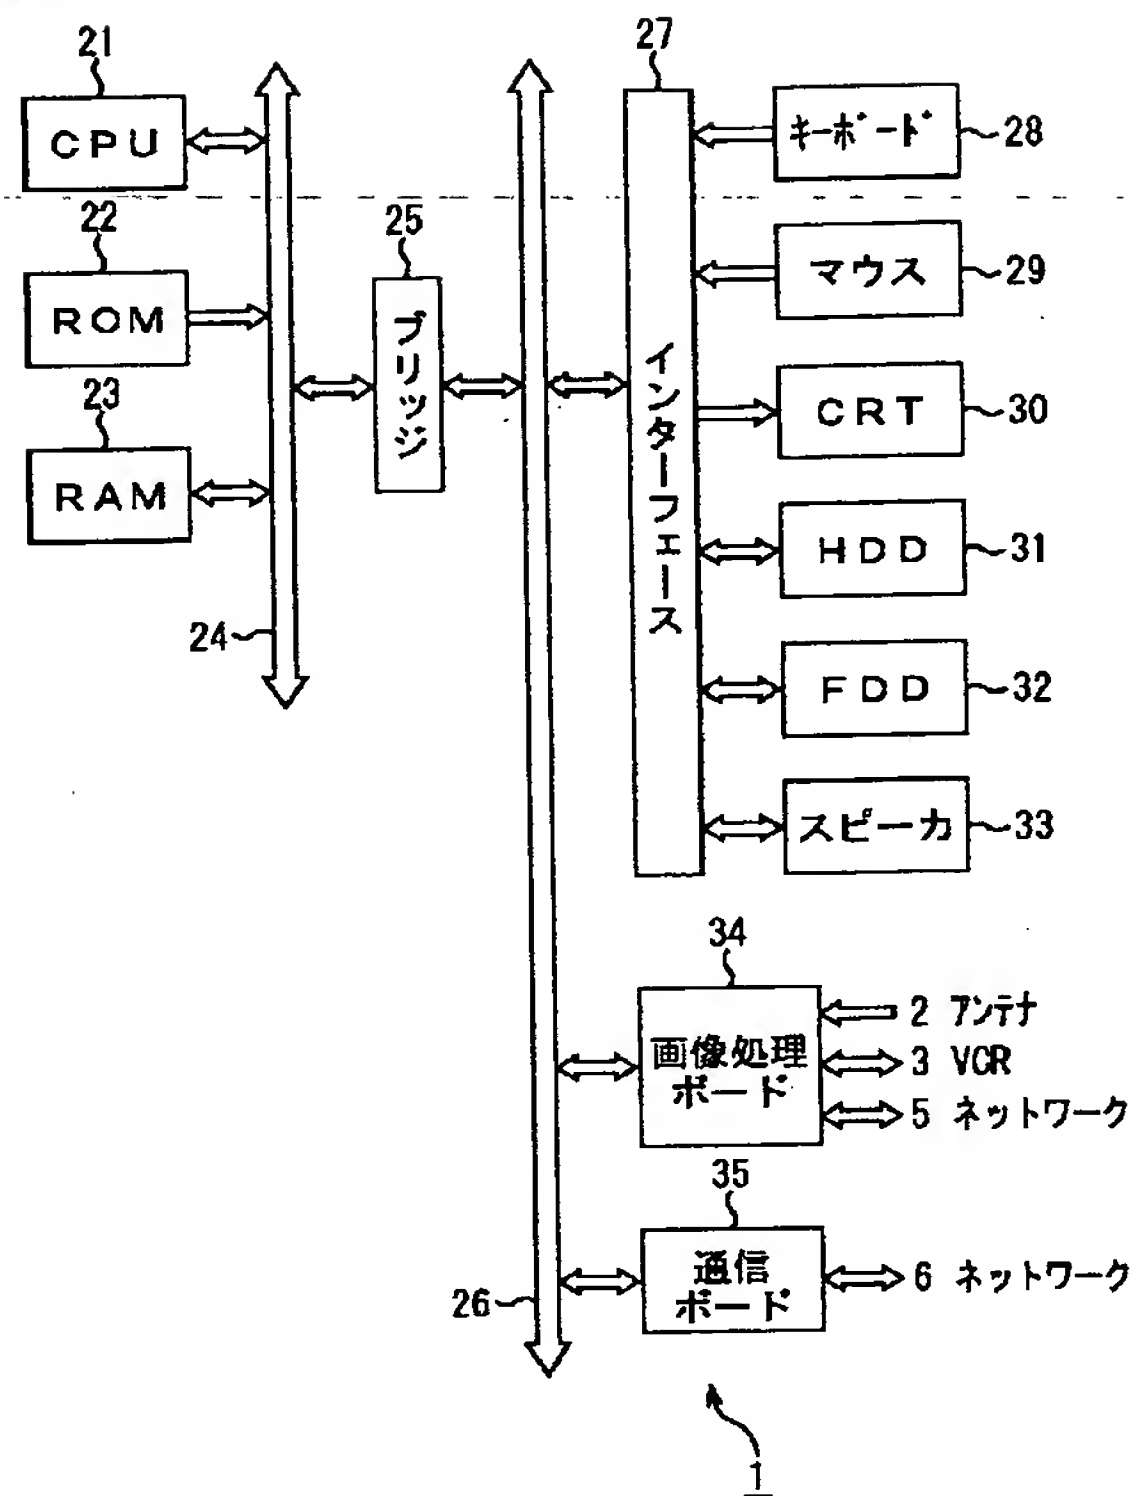 21
CPU
22
ROM
23
RAM
24
25
ブリッジ
26
27
インターフェース
キーボード 28
マウス 29
CRT 30
HDD 31
FDD 32
スピーカ 33
34
画像処理
ボード
2 アンテナ
3 VCR
5 ネットワーク
35
通信
ボード
6 ネットワーク
1